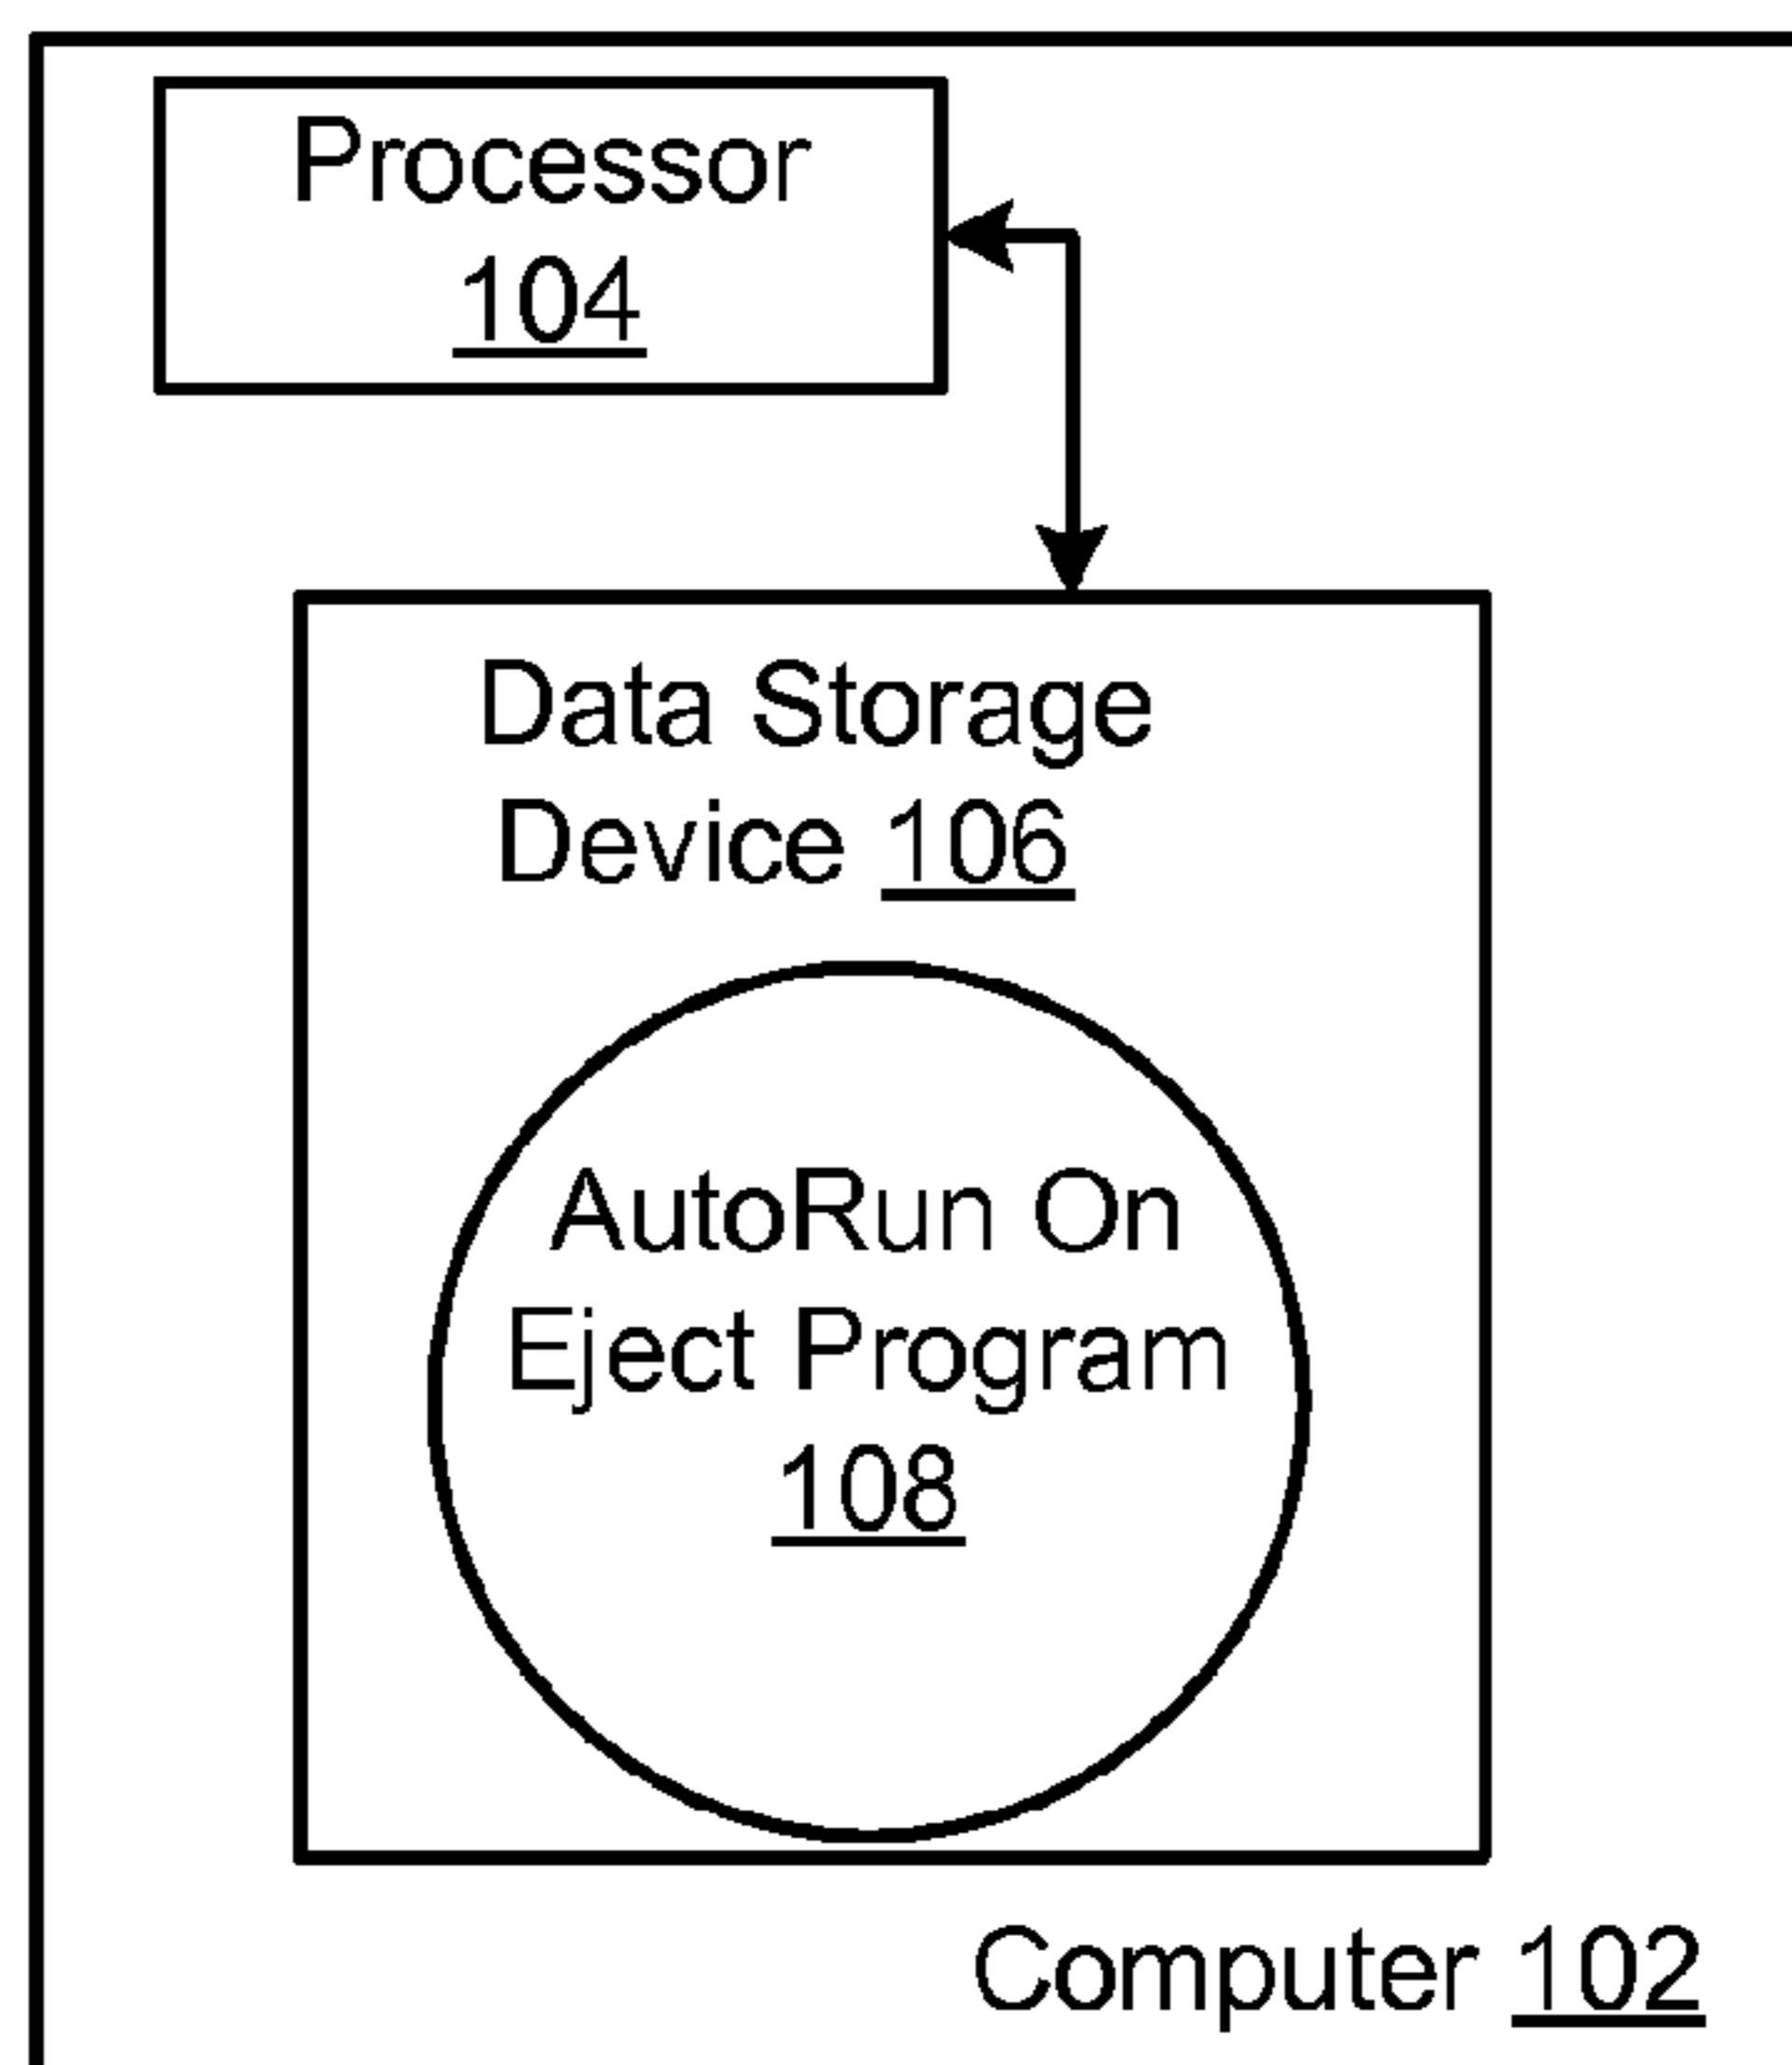 Processor
104
Data Storage
Device 106
AutoRun On
Eject Program
108
Computer 102